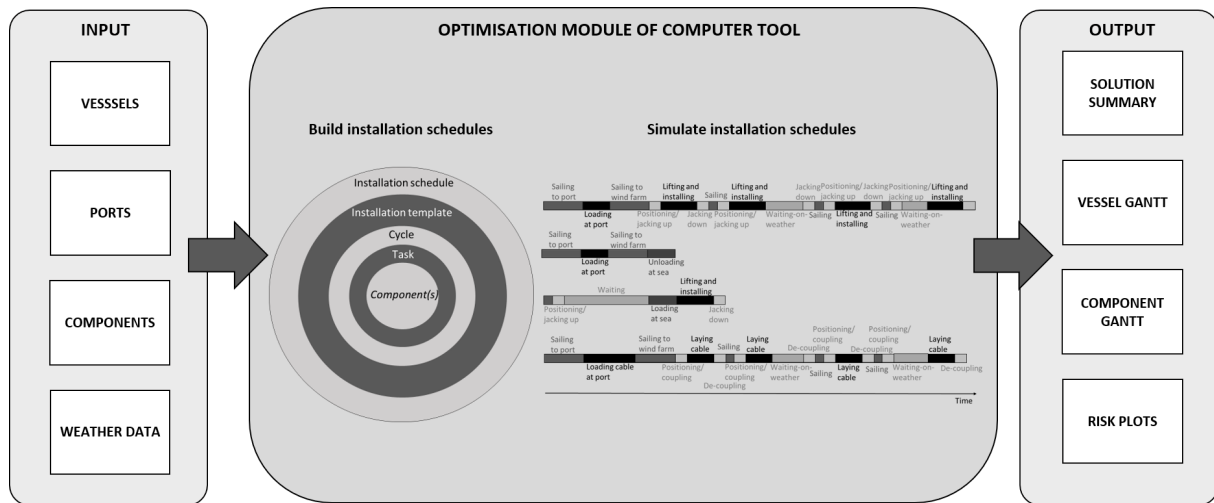 INPUT
VESSSELS
PORTS
COMPONENTS
WEATHER DATA
OPTIMISATION MODULE OF COMPUTER TOOL
Build installation schedules
Installation schedule
Installation template
Cycle
Task
Component(s)
Simulate installation schedules
Sailing
to port
Sailing to
wind farm
Lifting and
installing
Sailing
Lifting and
installing
Jacking
down
Positioning/
jacking up
Jacking
down
Positioning/
jacking up
Lifting and
installing
Loading
at port
Positioning/
jacking up
Jacking
down
Positioning/
jacking up
Waiting-on-
weather
Sailing
Lifting and
installing
Sailing
Waiting-on-
weather
Sailing
to port
Sailing to
wind farm
Loading
at port
Unloading
at sea
Waiting
Lifting and
installing
Positioning/
jacking up
Loading
at sea
Jacking
down
Sailing
to port
Sailing to
wind farm
Laying
cable
Sailing
Laying
cable
De-coupling
Positioning/
coupling
De-coupling
Positioning/
coupling
Laying
cable
Loading cable
at port
Positioning/
coupling
De-coupling
Positioning/
coupling
Waiting-on-
weather
Sailing
Laying
cable
Sailing
Waiting-on-
weather
De-coupling
Time
OUTPUT
SOLUTION
SUMMARY
VESSEL GANTT
COMPONENT
GANTT
RISK PLOTS